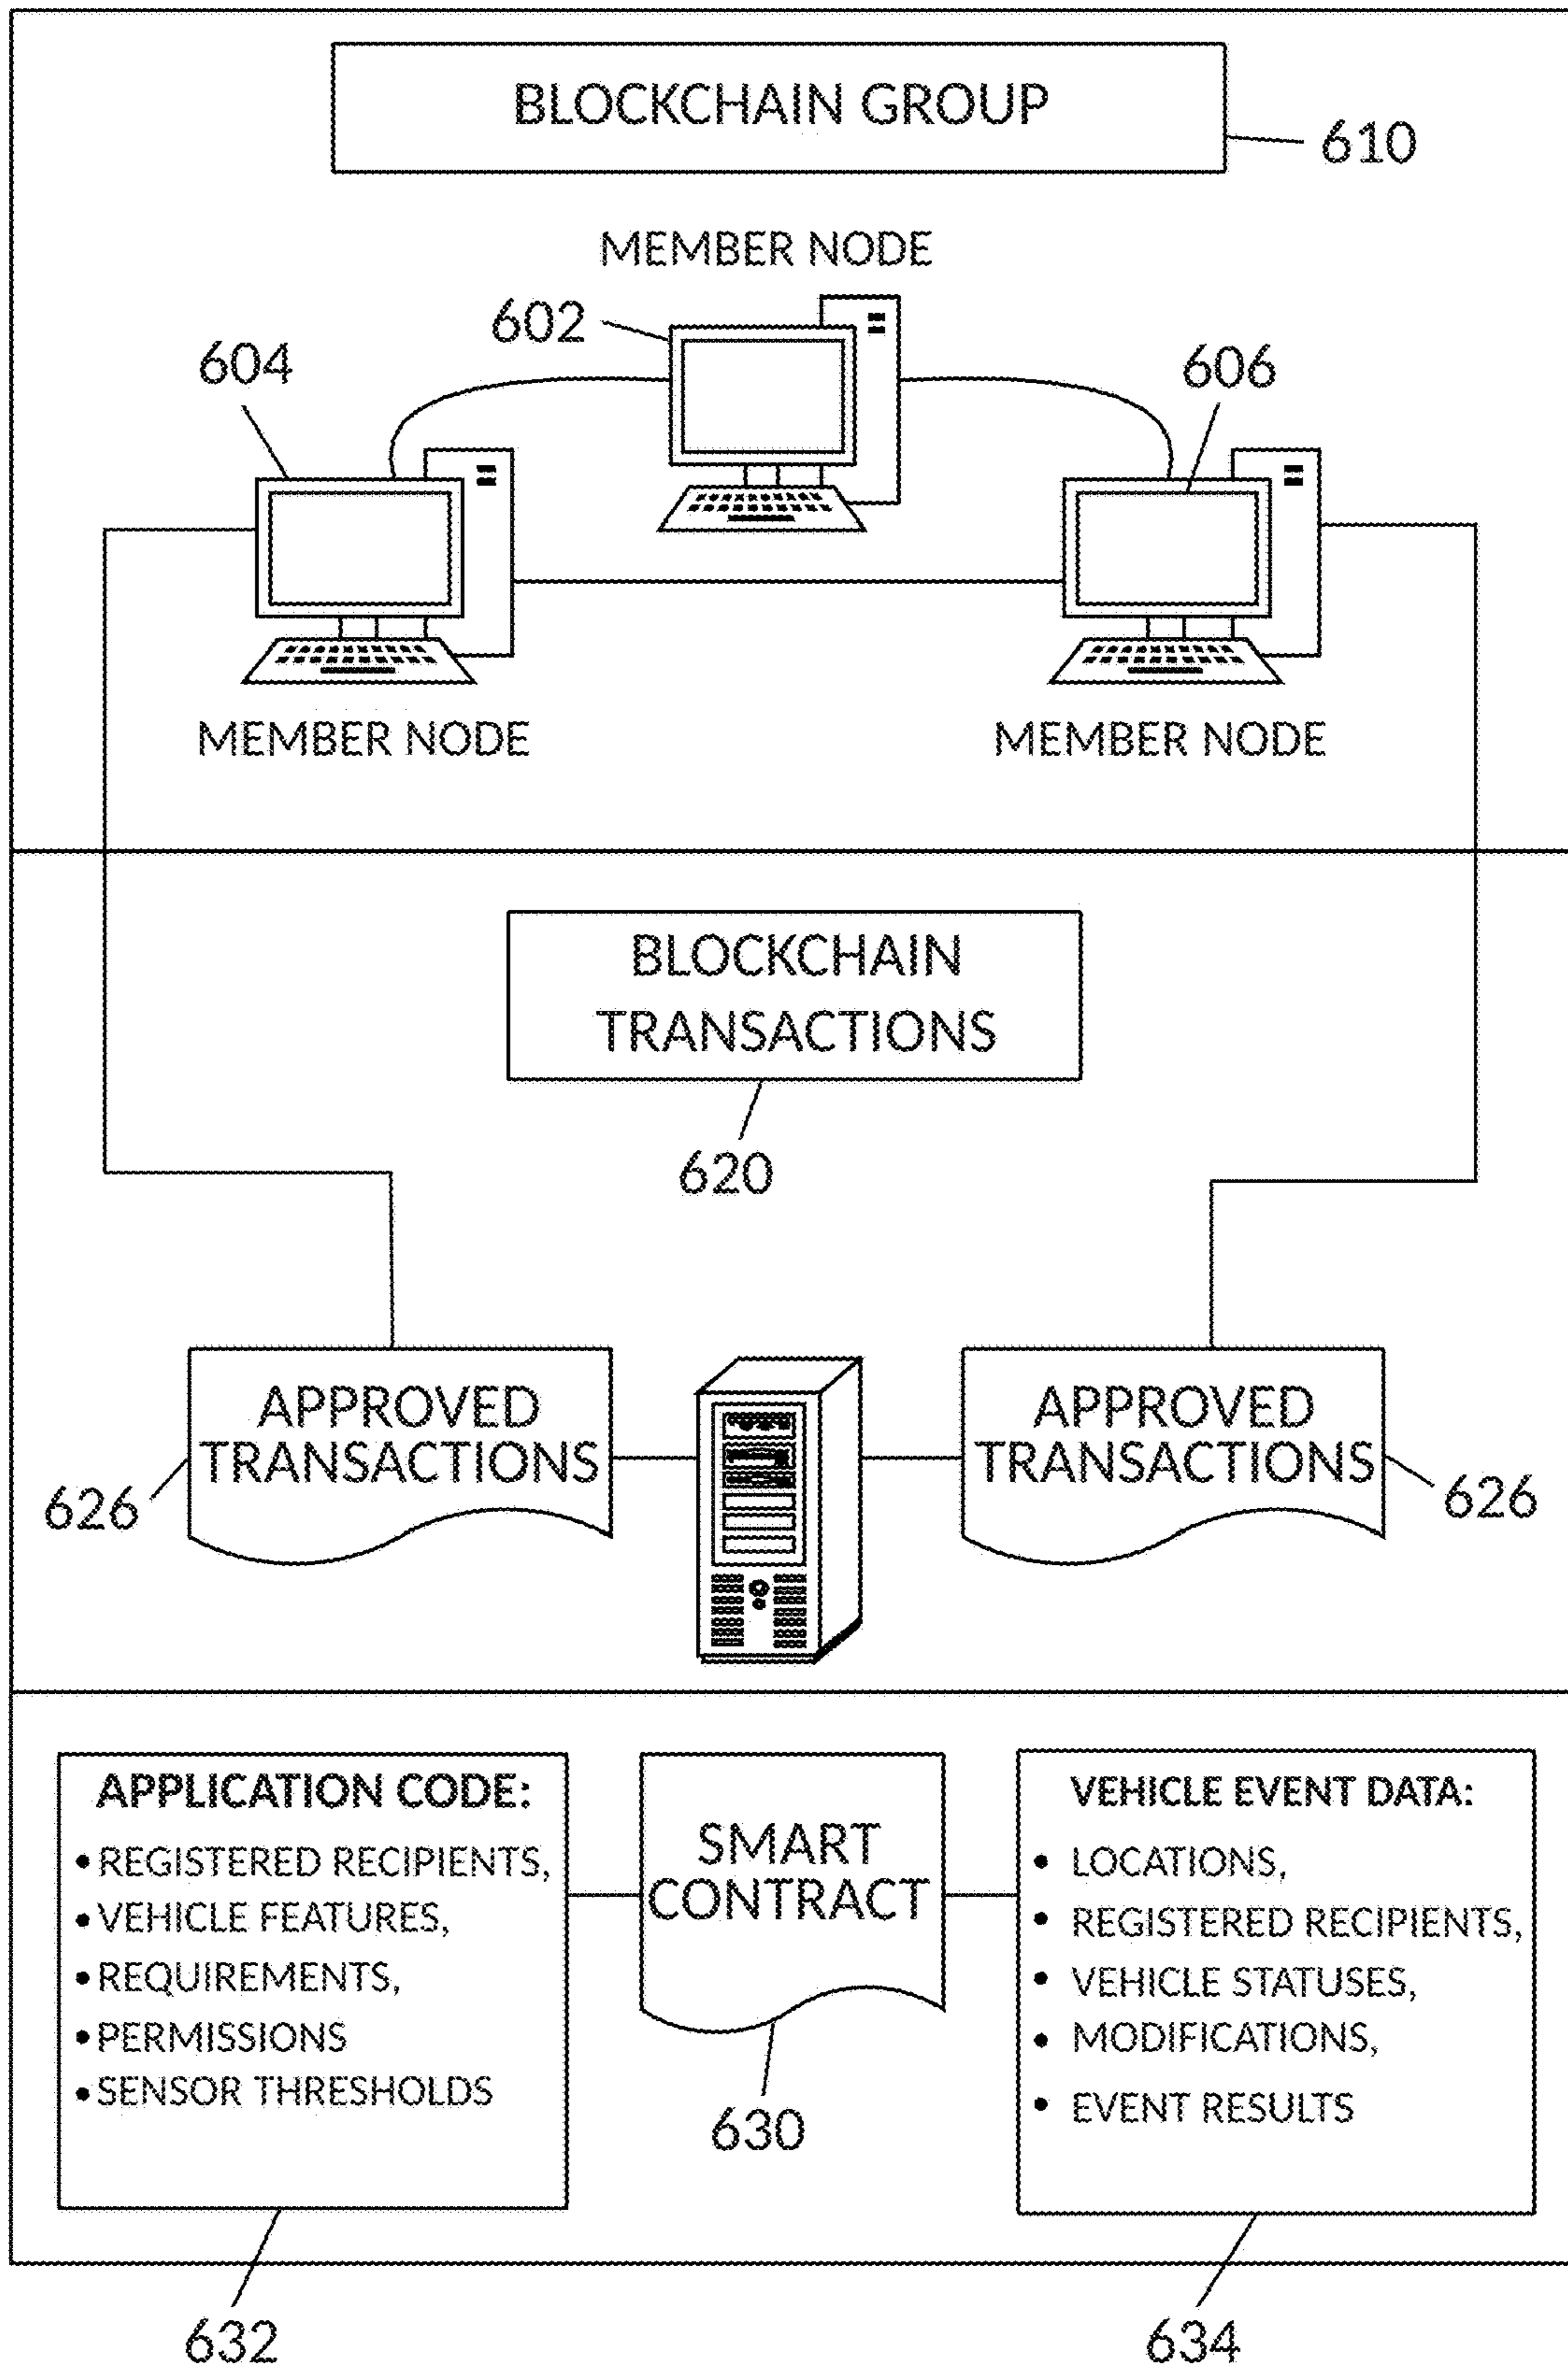 BLOCKCHAIN GROUP
610
MEMBER NODE
602
604
606
MEMBER NODE
MEMBER NODE
BLOCKCHAIN
TRANSACTIONS
620
APPROVED
TRANSACTIONS
626
APPROVED
TRANSACTIONS
626
APPLICATION CODE:
• REGISTERED RECIPIENTS,
• VEHICLE FEATURES,
• REQUIREMENTS,
• PERMISSIONS
• SENSOR THRESHOLDS
SMART
CONTRACT
630
VEHICLE EVENT DATA:
• LOCATIONS,
• REGISTERED RECIPIENTS,
• VEHICLE STATUSES,
• MODIFICATIONS,
• EVENT RESULTS
632
634